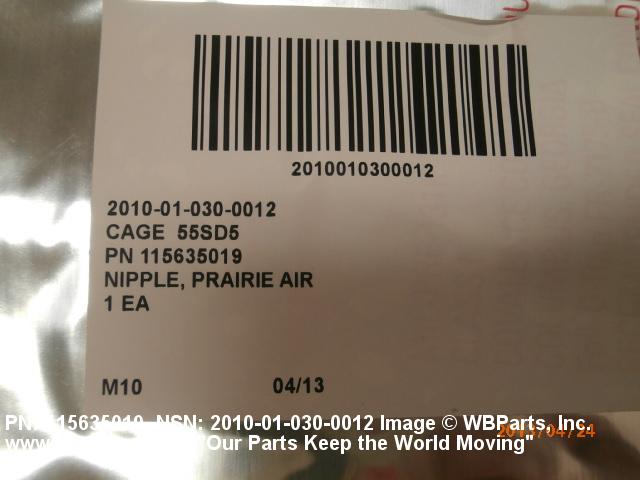 2010010300012
2010-01-030-0012
CAGE 55SD5
PN 115635019
NIPPLE, PRAIRIE AIR
1 EA
M10 04/13
NSN: 2010-01-030-0012 Image © WBParts, Inc.
"Our Parts Keep the World Moving"